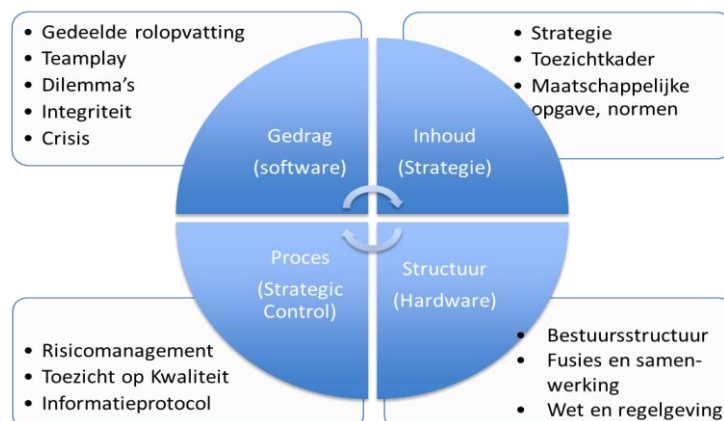 • Gedeelde rolopvatting
• Teamplay
• Dilemma's
• Integriteit
• Crisis
• Strategie
• Toezichtkader
• Maatschappelijke
opgave, normen
Gedrag
(software)
Inhoud
(Strategie)
Proces
(Strategic
Control)
Structuur
(Hardware)
• Risicomanagement
• Toezicht op Kwaliteit
• Informatieprotocol
• Bestuursstructuur
• Fusies en samen-
werking
• Wet en regelgeving